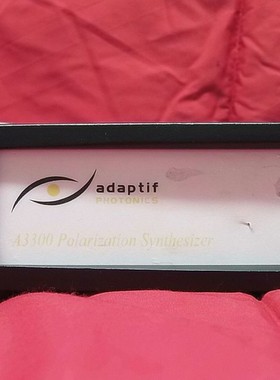 adaptif
PHOTONICS
A3300 Polarization Synthesizer